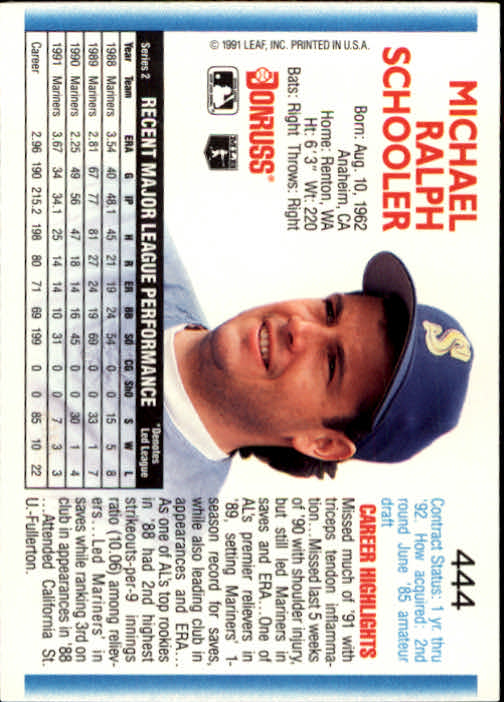 444
MICHAEL
RALPH
SCHOOLER
Born: Aug. 10, 1962
Anaheim, CA
Home: Renton, WA
Ht: 6'3" Wt: 220
Bats: Right Throws: Right
DONRUSS
MLB
© 1991 LEAF, INC. PRINTED IN U.S.A.
Contract Status: 1 yr. thru
'92. How acquired: 2nd
round June '85 amateur
draft
CAREER HIGHLIGHTS
Missed much of '91 with
triceps tendon inflamma-
tion...Missed last 5 weeks
of '90 with shoulder injury,
but still led Mariners in
saves and ERA...One of
AL's premier relievers in
'89, setting Mariners' 1-
season record for saves,
while also leading club in
appearances and ERA...
As one of AL's top rookies
in '88 had 2nd highest
strikeouts-per-9 innings
ratio (10.06) among reliev-
ers...Led Mariners' in
saves while ranking 3rd on
club in appearances in '88
...Attended California St.
U.-Fullerton.
Series 2 RECENT MAJOR LEAGUE PERFORMANCE *Denotes
Led League
Year Team ERA G IP H R ER BB SO CG ShO S W L
1988 Mariners 3.54 40 48.1 45 21 19 24 54 0 0 15 5 8
1989 Mariners 2.81 67 77 81 27 24 19 69 0 0 33 1 7
1990 Mariners 2.25 49 56 47 18 14 16 45 0 0 30 1 4
1991 Mariners 3.67 34 34.1 25 14 14 10 31 0 0 7 3 3
Career 2.96 190 215.2 198 80 71 69 199 0 0 85 10 22
S